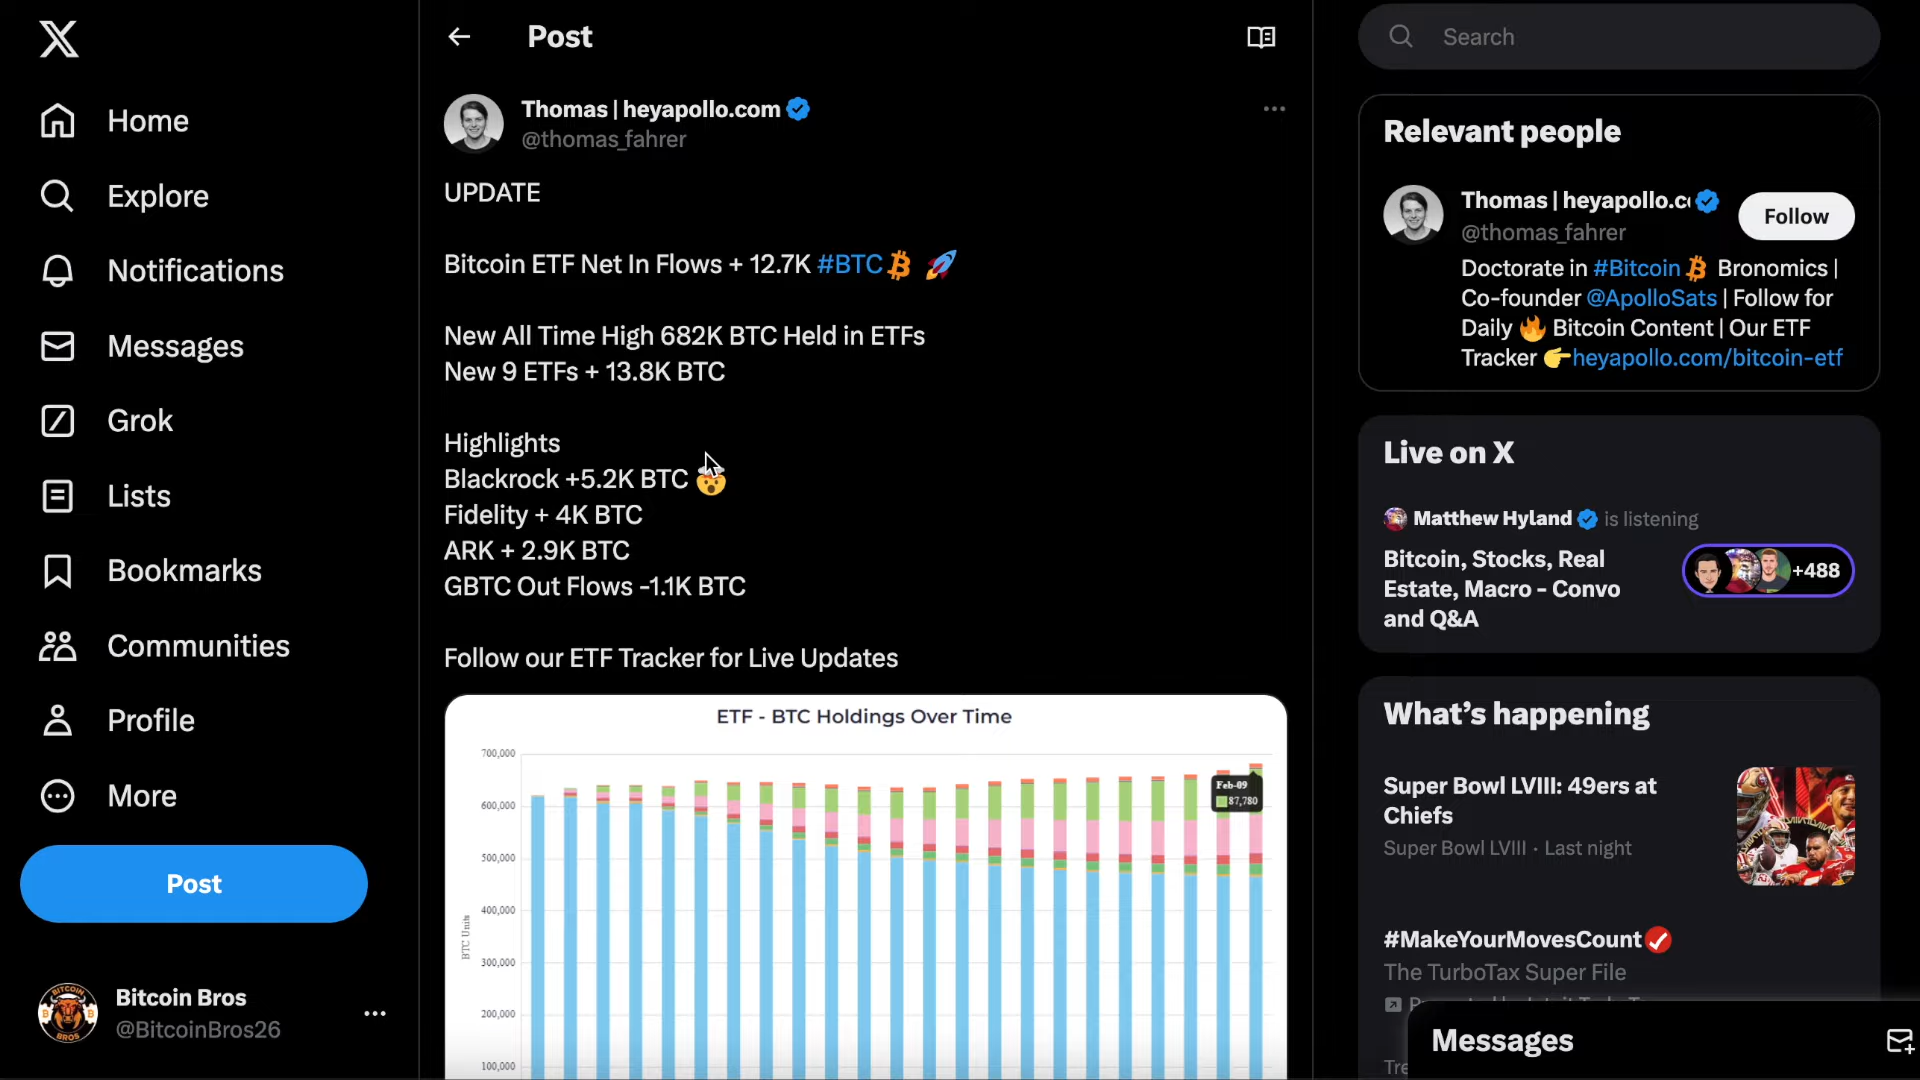 Home
Explore
Notifications
Messages
Grok
Lists
Bookmarks
Communities
Profile
More
Post
Bitcoin Bros
@BitcoinBros26
Post
Thomas | heyapollo.com
@thomas_fahrer
UPDATE
Bitcoin ETF Net In Flows + 12.7K #BTC
New All Time High 682K BTC Held in ETFs
New 9 ETFs + 13.8K BTC
Highlights
Blackrock +5.2K BTC 🤯
Fidelity + 4K BTC
ARK + 2.9K BTC
GBTC Out Flows -1.1K BTC
Follow our ETF Tracker for Live Updates
ETF - BTC Holdings Over Time
700,000
600,000
500,000
400,000
300,000
200,000
100,000
BTC Units
Feb-09
87,780
Search
Relevant people
Thomas | heyapollo.c
@thomas_fahrer
Follow
Doctorate in #Bitcoin Bronomics |
Co-founder @ApolloSats | Follow for
Daily 🔥 Bitcoin Content | Our ETF
Tracker 👉heyapollo.com/bitcoin-etf
Live on X
Matthew Hyland is listening
Bitcoin, Stocks, Real
Estate, Macro - Convo
and Q&A
+488
What's happening
Super Bowl LVIII: 49ers at
Chiefs
Super Bowl LVIII · Last night
#MakeYourMovesCount
The TurboTax Super File
Messages